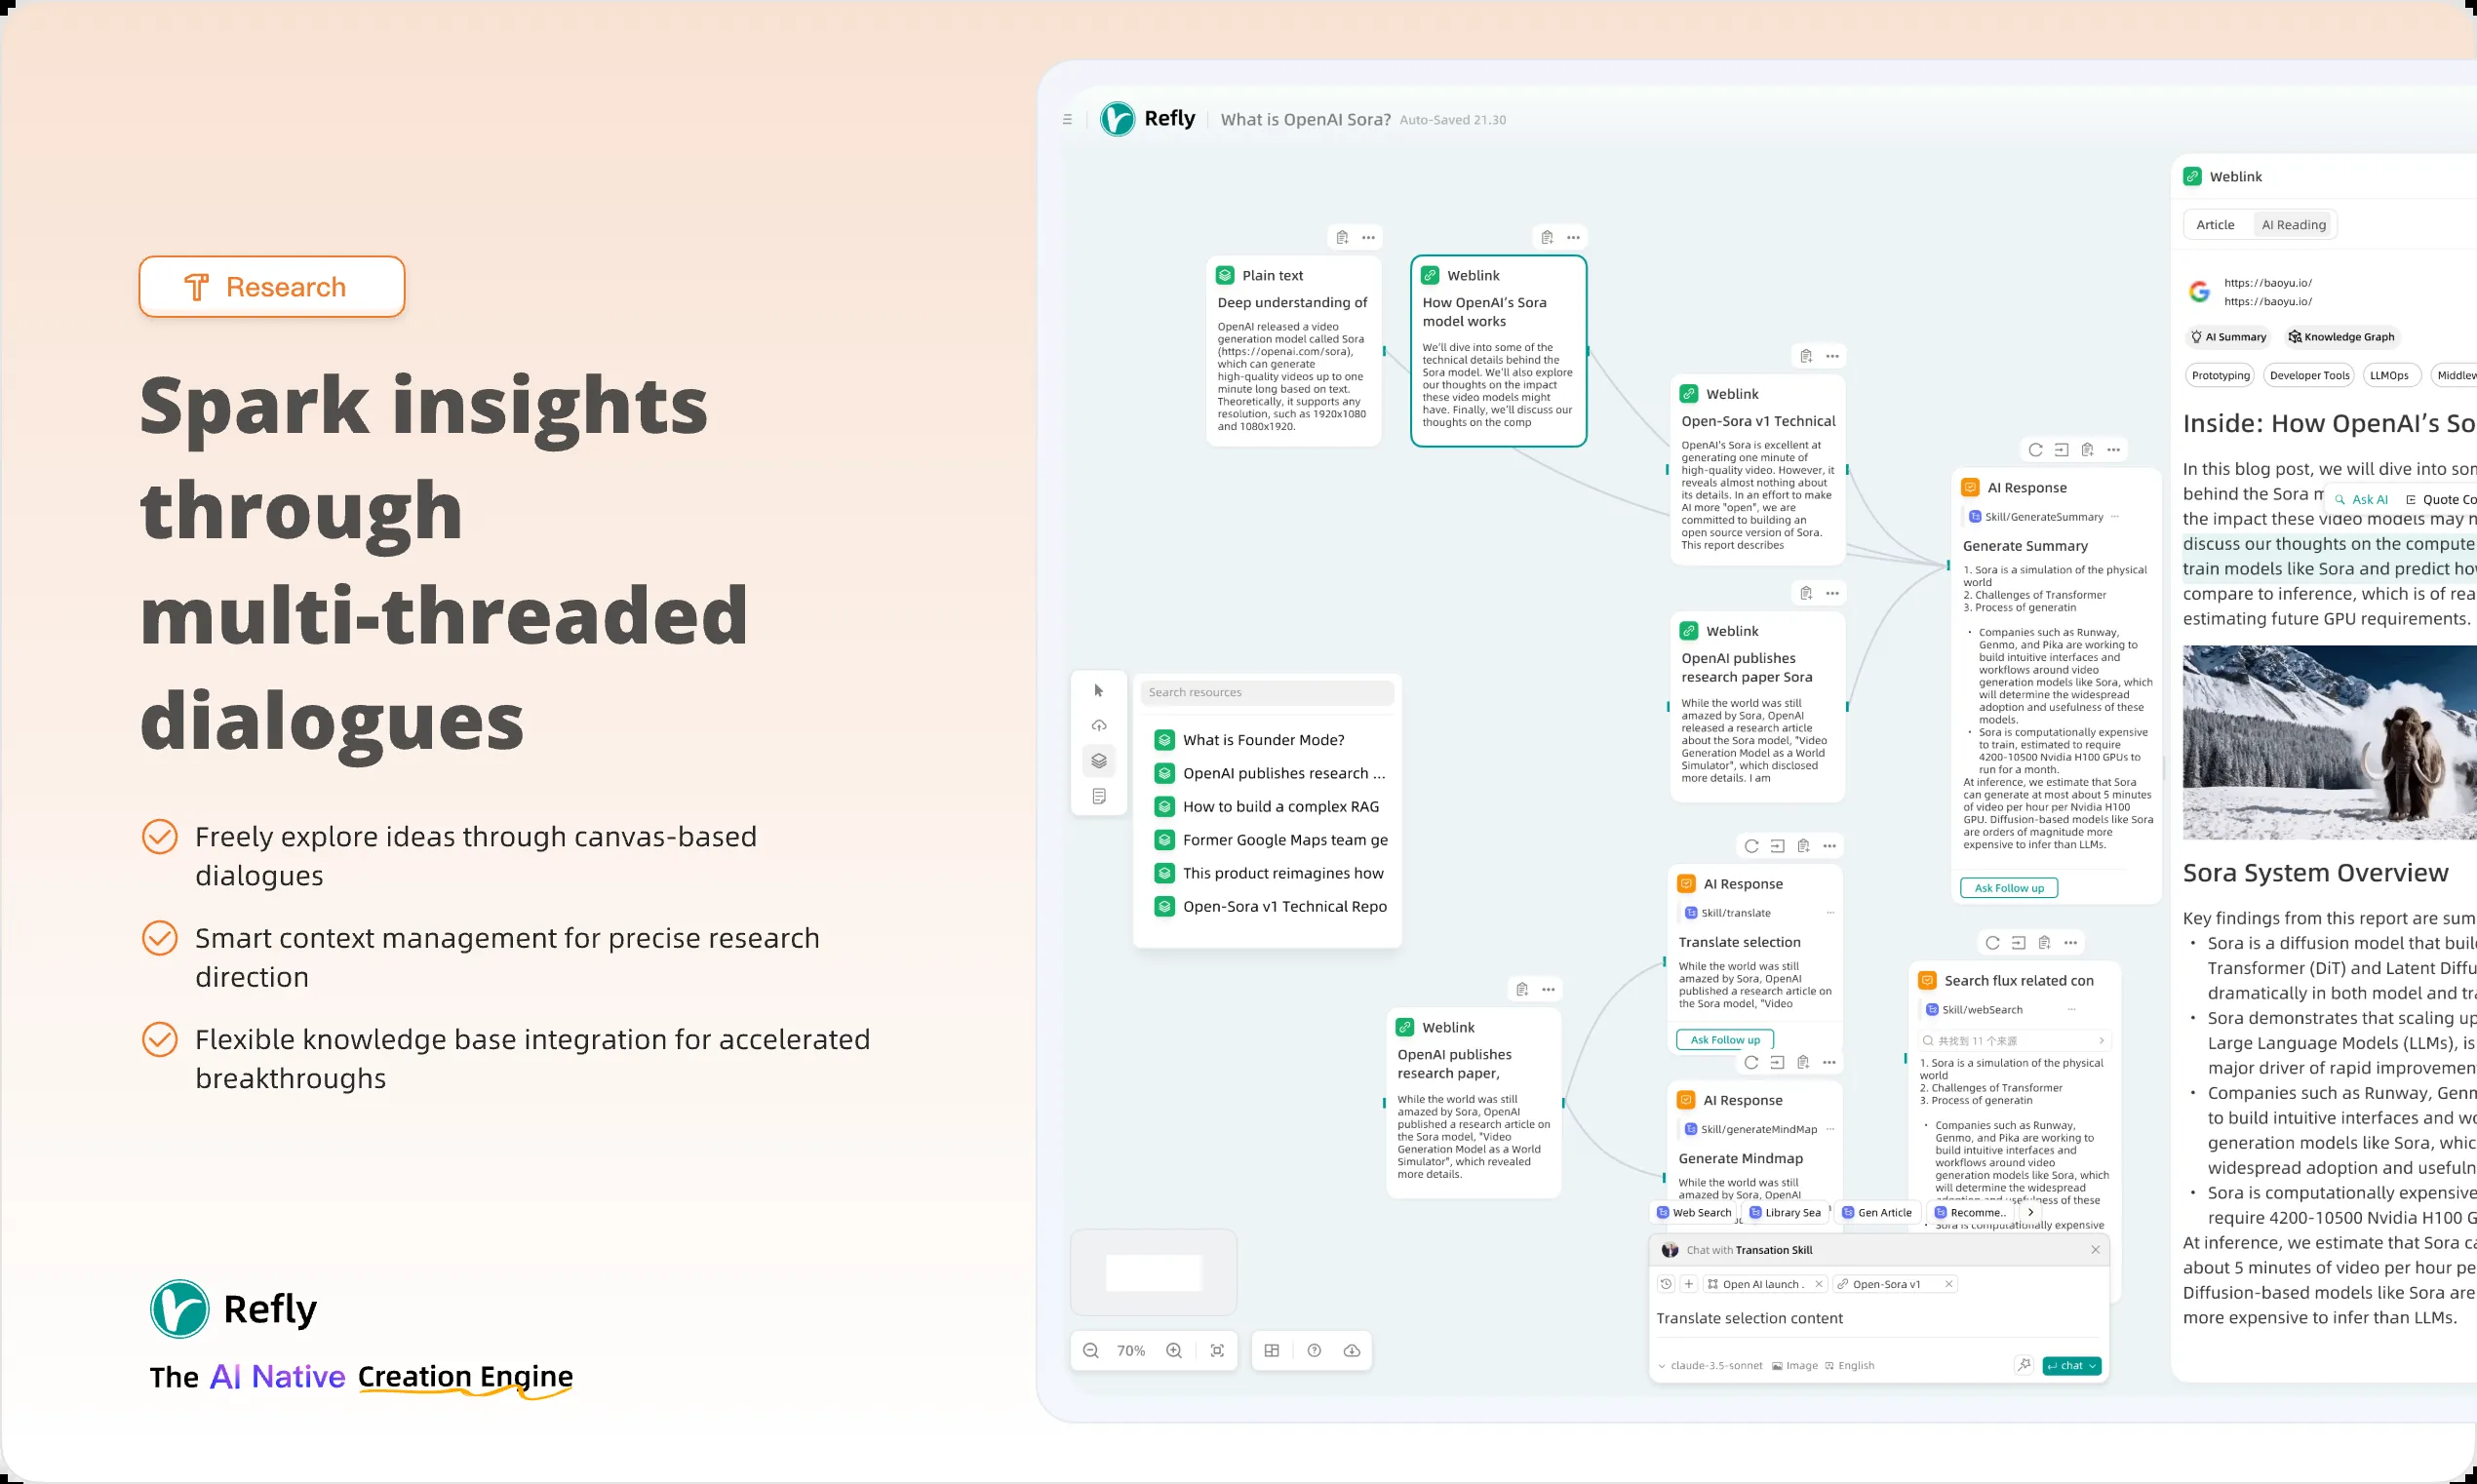 Research
Spark insights
through
multi-threaded
dialogues
Freely explore ideas through canvas-based
dialogues
Smart context management for precise research
direction
Flexible knowledge base integration for accelerated
breakthroughs
Refly
The AI Native Creation Engine
Refly
What is OpenAI Sora? Auto-Saved 21.30
Plain text
Deep understanding of
OpenAI released a video
generation model called Sora
(https://openai.com/sora),
which can generate
high-quality videos up to one
minute long based on text.
Theoretically, it supports any
resolution, such as 1920x1080
and 1080x1920.
Weblink
How OpenAI's Sora
model works
We'll dive into some of the
technical details behind the
Sora model. We'll also explore
our thoughts on the impact
these video models might
have. Finally, we'll discuss our
thoughts on the comp
Weblink
Open-Sora v1 Technical
OpenAI's Sora is excellent at
generating one minute of
high-quality video. However, it
reveals almost nothing about
its details. In an effort to make
AI more "open", we are
committed to building an
open source version of Sora.
This report describes
Weblink
OpenAI publishes
research paper Sora
While the world was still
amazed by Sora, OpenAI
released a research article
about the Sora model, "Video
Generation Model as a World
Simulator", which disclosed
more details. I am
AI Response
Skill/GenerateSummary
Generate Summary
1. Sora is a simulation of the physical
world
2. Challenges of Transformer
3. Process of generatin
• Companies such as Runway,
Genmo, and Pika are working to
build intuitive interfaces and
workflows around video
generation models like Sora, which
will determine the widespread
adoption and usefulness of these
models.
• Sora is computationally expensive
to train, estimated to require
4200-10500 Nvidia H100 GPUs to
run for a month.
At inference, we estimate that Sora
can generate at most about 5 minutes
of video per hour per Nvidia H100
GPU. Diffusion-based models like Sora
are orders of magnitude more
expensive to infer than LLMs.
Ask Follow up
Search resources
What is Founder Mode?
OpenAI publishes research ...
How to build a complex RAG
Former Google Maps team ge
This product reimagines how
Open-Sora v1 Technical Repo
Weblink
OpenAI publishes
research paper,
While the world was still
amazed by Sora, OpenAI
published a research article on
the Sora model, "Video
Generation Model as a World
Simulator", which revealed
more details.
AI Response
Skill/translate
Translate selection
While the world was still
amazed by Sora, OpenAI
published a research article on
the Sora model, "Video
Ask Follow up
AI Response
Skill/generateMindMap
Generate Mindmap
While the world was still
amazed by Sora, OpenAI
Search flux related con
Skill/webSearch
共找到 11 个来源
1. Sora is a simulation of the physical
world
2. Challenges of Transformer
3. Process of generatin
• Companies such as Runway,
Genmo, and Pika are working to
build intuitive interfaces and
workflows around video
generation models like Sora, which
will determine the widespread
adoption and usefulness of these
• Sora is computationally expensive
Web Search
Library Sea
Gen Article
Recomme..
Chat with Transation Skill
Open AI launch .
Open-Sora v1
Translate selection content
claude-3.5-sonnet Image English
chat
70%
Weblink
Article AI Reading
https://baoyu.io/
https://baoyu.io/
AI Summary Knowledge Graph
Prototyping Developer Tools LLMOps Middlew
Inside: How OpenAI's So
In this blog post, we will dive into som
behind the Sora m
Ask AI Quote Co
the impact these video models may h
discuss our thoughts on the compute
train models like Sora and predict how
compare to inference, which is of rea
estimating future GPU requirements.
Sora System Overview
Key findings from this report are sum
• Sora is a diffusion model that buil
Transformer (DiT) and Latent Diffu
dramatically in both model and tra
• Sora demonstrates that scaling up
Large Language Models (LLMs), is
major driver of rapid improvemen
• Companies such as Runway, Genm
to build intuitive interfaces and wo
generation models like Sora, whic
widespread adoption and usefuln
• Sora is computationally expensive
require 4200-10500 Nvidia H100 G
At inference, we estimate that Sora ca
about 5 minutes of video per hour pe
Diffusion-based models like Sora are
more expensive to infer than LLMs.